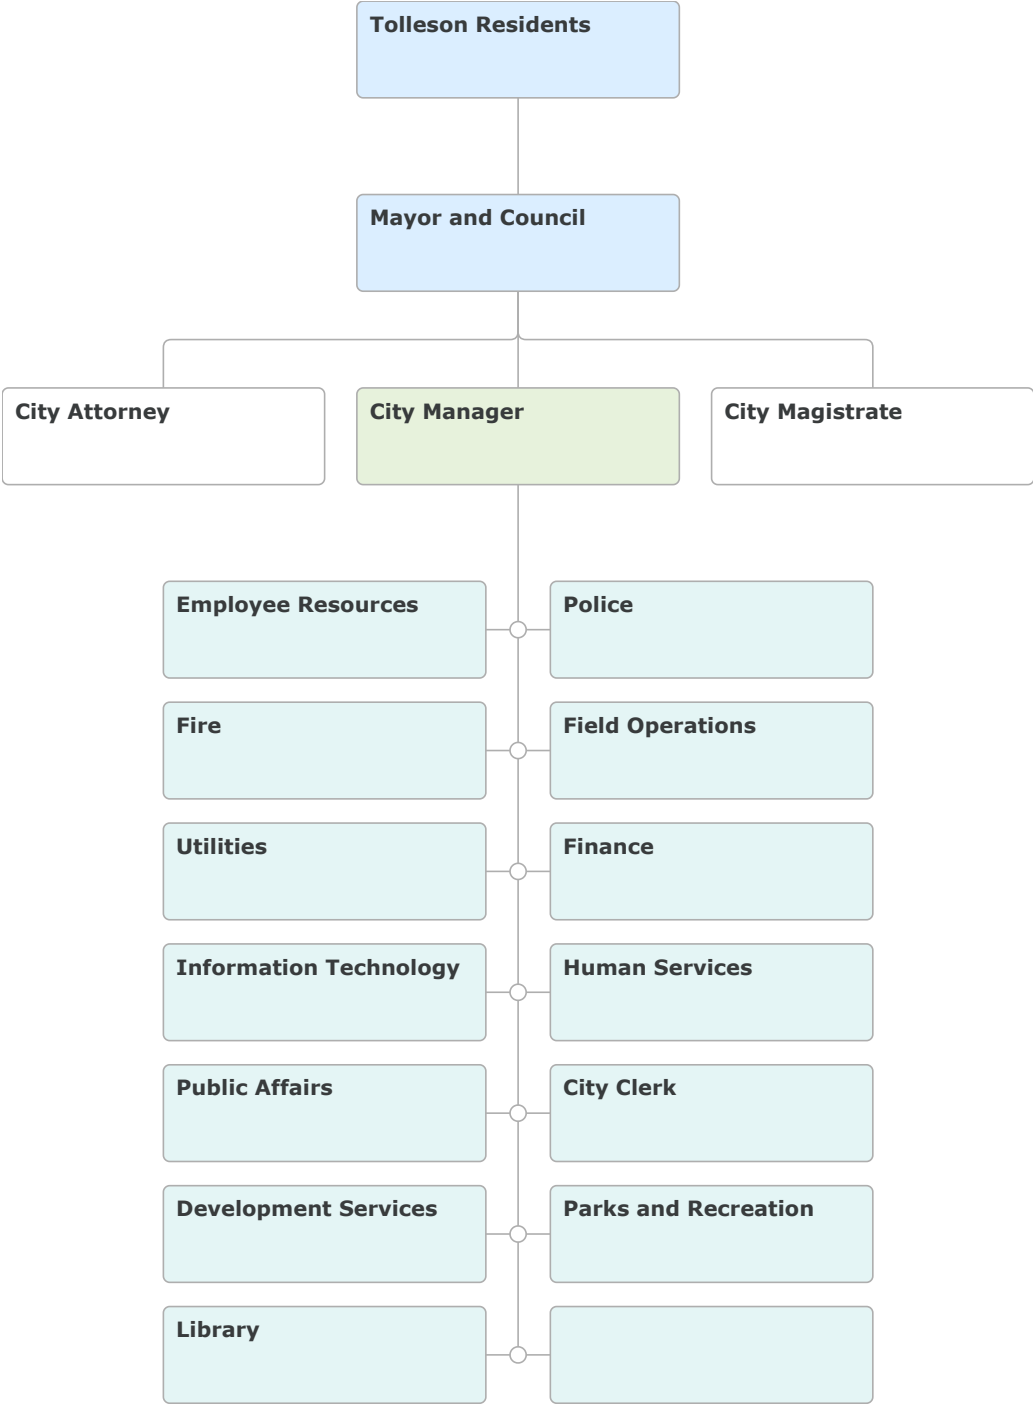 Tolleson Residents
Mayor and Council
City Attorney
City Manager
City Magistrate
Employee Resources
Police
Fire
Field Operations
Utilities
Finance
Information Technology
Human Services
Public Affairs
City Clerk
Development Services
Parks and Recreation
Library